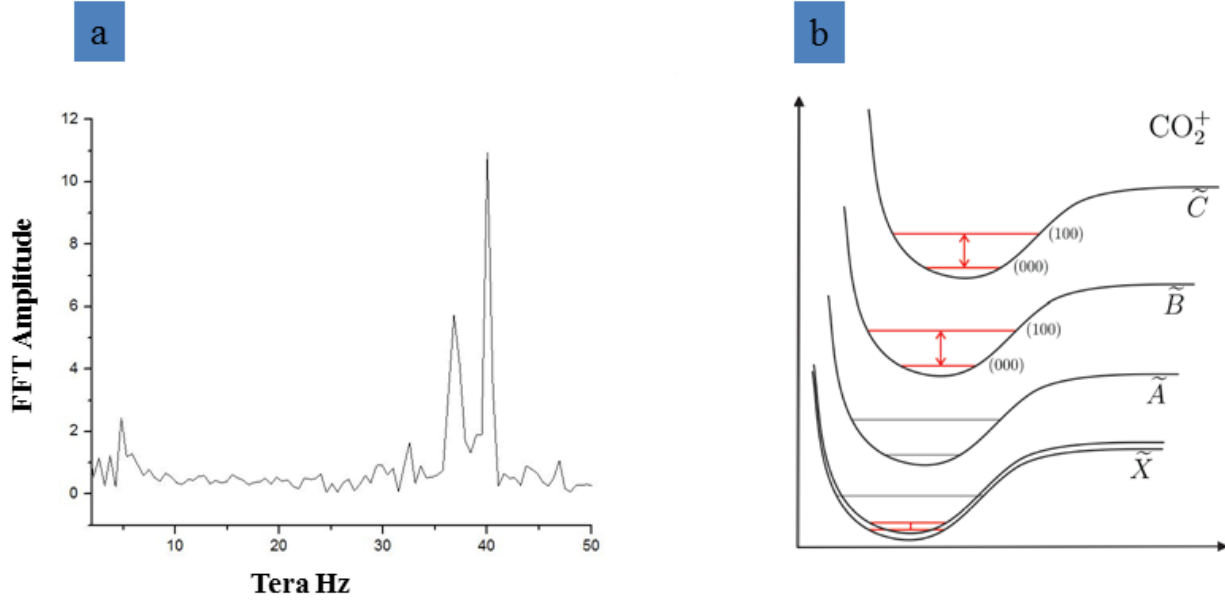 a
12
10
8
6
4
2
0
10
20
30
40
50
FFT Amplitude
Tera Hz
b
CO₂⁺
C̃
(100)
(000)
B̃
(100)
(000)
Ã
X̃